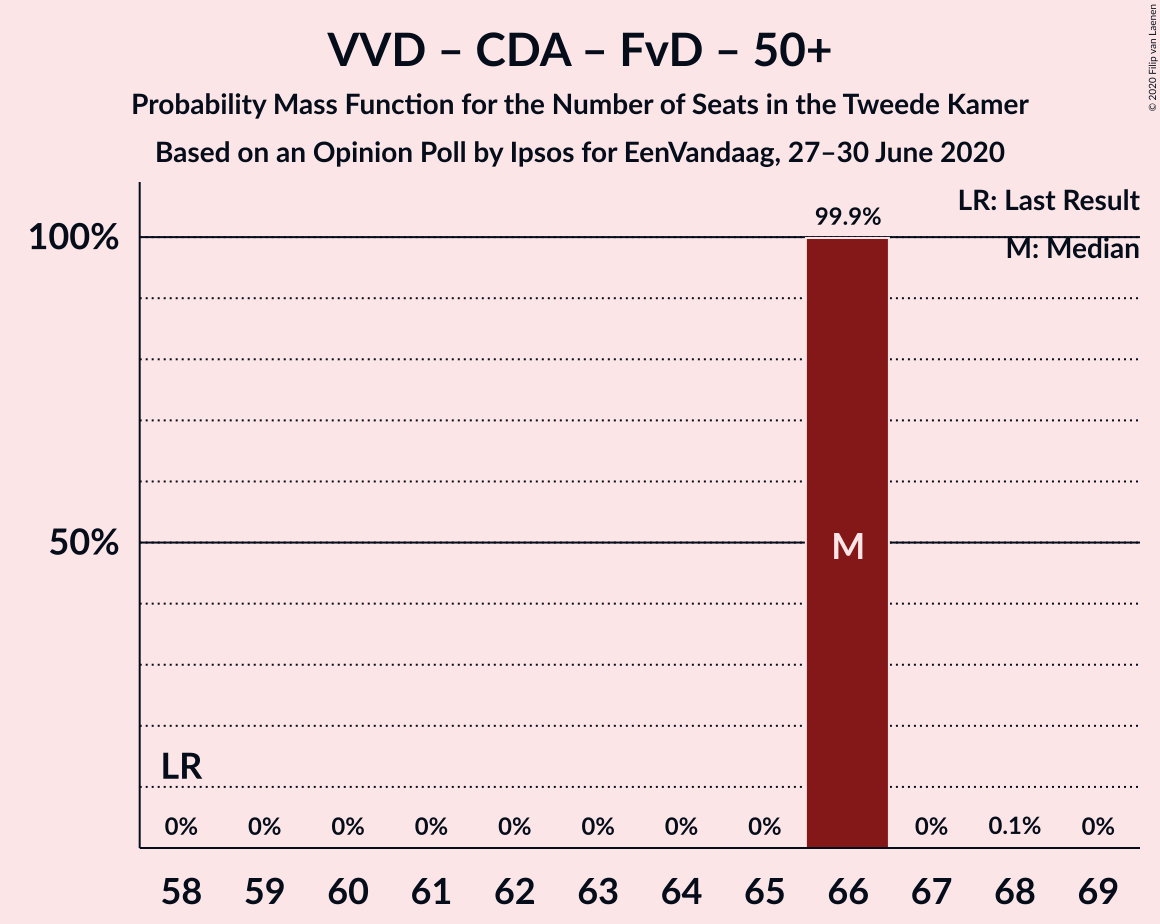 VVD – CDA – FvD – 50+
Probability Mass Function for the Number of Seats in the Tweede Kamer
Based on an Opinion Poll by Ipsos for EenVandaag, 27–30 June 2020
© 2020 Filip van Laenen
LR: Last Result
M: Median
99.9%
100%
50%
M
LR
0% 0% 0% 0% 0% 0% 0% 0% 0% 0.1% 0%
58 59 60 61 62 63 64 65 66 67 68 69